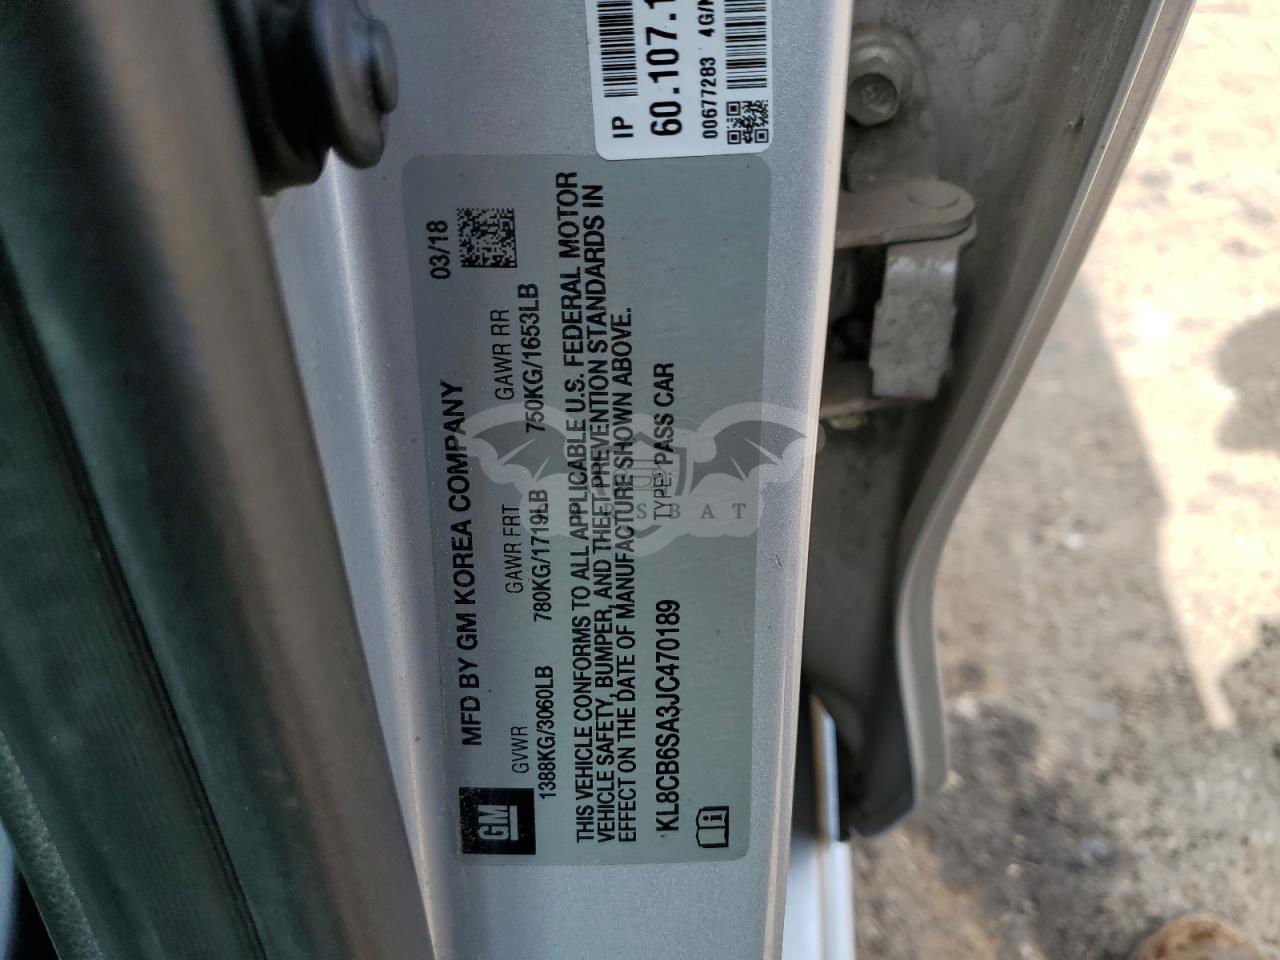 IP
60.107.1
00677283 4G/
MFD BY GM KOREA COMPANY 03/18
GM
GVWR GAWR FRT GAWR RR
1388KG/3060LB 780KG/1719LB 750KG/1653LB
THIS VEHICLE CONFORMS TO ALL APPLICABLE U.S. FEDERAL MOTOR
VEHICLE SAFETY, BUMPER, AND THEFT PREVENTION STANDARDS IN
EFFECT ON THE DATE OF MANUFACTURE SHOWN ABOVE.
KL8CB6SA3JC470189 TYPE: PASS CAR